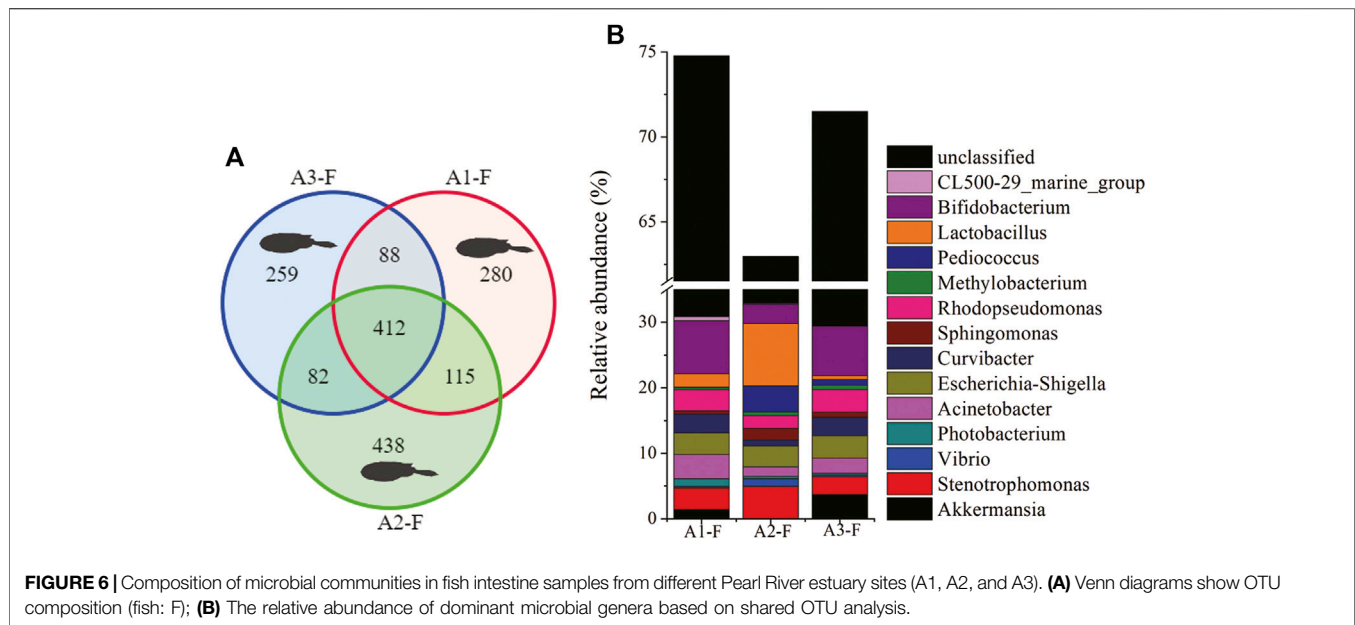 A
A3-F
A1-F
88
259
280
412
82
115
438
A2-F
B
75
70
65
30
20
10
0
Relative abundance (%)
A1-F
A2-F
A3-F
unclassified
CL500-29_marine_group
Bifidobacterium
Lactobacillus
Pediococcus
Methylobacterium
Rhodopseudomonas
Sphingomonas
Curvibacter
Escherichia-Shigella
Acinetobacter
Photobacterium
Vibrio
Stenotrophomonas
Akkermansia
FIGURE 6 | Composition of microbial communities in fish intestine samples from different Pearl River estuary sites (A1, A2, and A3). (A) Venn diagrams show OTU
composition (fish: F); (B) The relative abundance of dominant microbial genera based on shared OTU analysis.